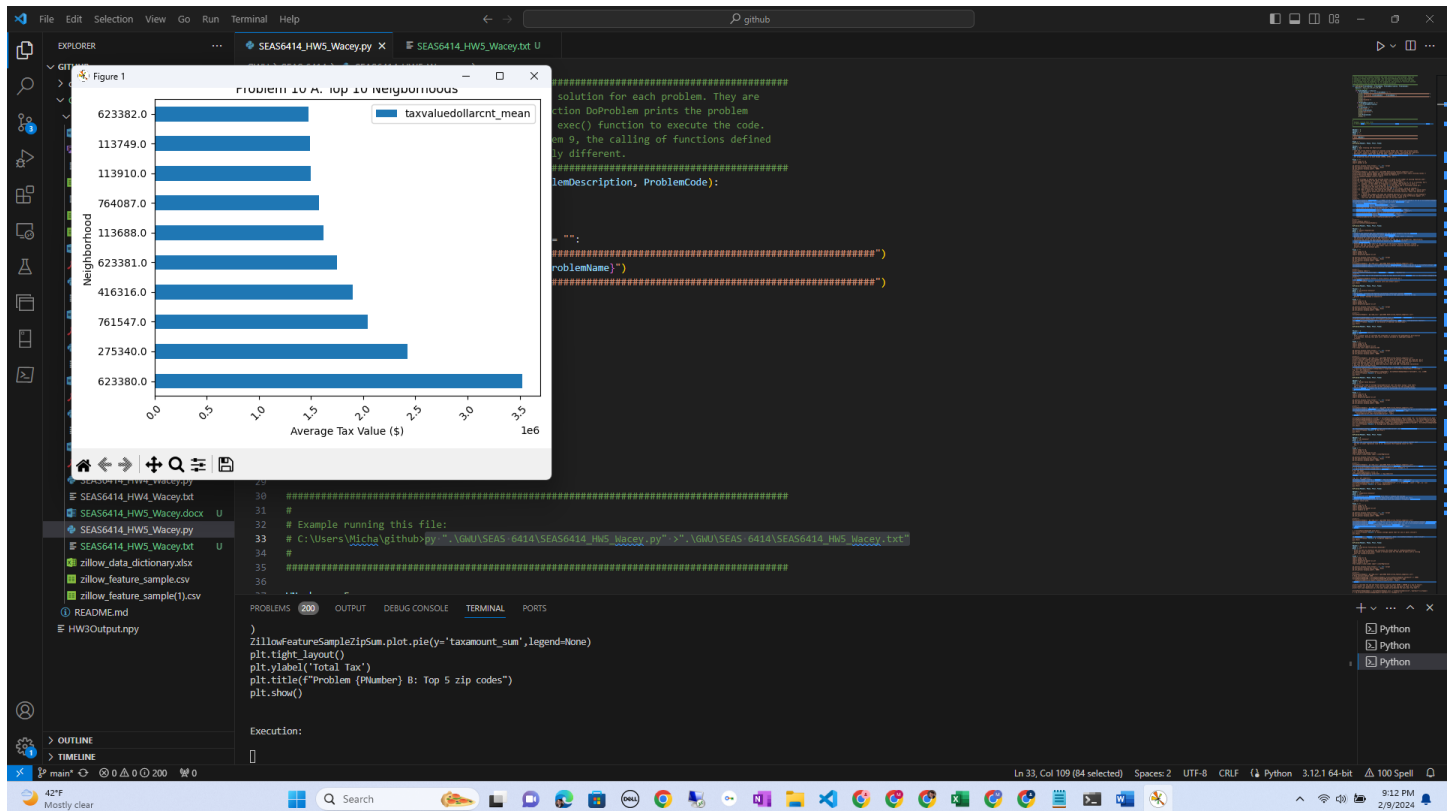 File Edit Selection View Go Run Terminal Help
github
EXPLORER
SEAS6414_HW5_Wacey.py
SEAS6414_HW5_Wacey.txt U
Figure 1
Problem 10 A: Top 10 Neigborhoods
taxvaluedollarcnt_mean
623382.0
113749.0
113910.0
764087.0
113688.0
623381.0
416316.0
761547.0
275340.0
623380.0
Neighborhood
0.0 0.5 1.0 1.5 2.0 2.5 3.0 3.5
1e6
Average Tax Value ($)
######################################################################################
solution for each problem. They are
ction DoProblem prints the problem
exec() function to execute the code.
em 9, the calling of functions defined
ly different.
lemDescription, ProblemCode):
= "":
roblemName}")
29
30
31 #
32 # Example running this file:
33 # C:\Users\Micha\github>py ".\GWU\SEAS-6414\SEAS6414_HW5_Wacey.py" >".\GWU\SEAS-6414\SEAS6414_HW5_Wacey.txt"
34 #
35
36
SEAS6414_HW4_Wacey.py
SEAS6414_HW4_Wacey.txt
SEAS6414_HW5_Wacey.docx U
SEAS6414_HW5_Wacey.py
SEAS6414_HW5_Wacey.txt U
zillow_data_dictionary.xlsx
zillow_feature_sample.csv
zillow_feature_sample(1).csv
README.md
HW3Output.npy
OUTLINE
TIMELINE
PROBLEMS 200 OUTPUT DEBUG CONSOLE TERMINAL PORTS
)
ZillowFeatureSampleZipSum.plot.pie(y='taxamount_sum',legend=None)
plt.tight_layout()
plt.ylabel('Total Tax')
plt.title(f"Problem {PNumber} B: Top 5 zip codes")
plt.show()
Execution:
Python
Python
Python
main* 0 0 200 0
Ln 33, Col 109 (84 selected) Spaces: 2 UTF-8 CRLF Python 3.12.1 64-bit 100 Spell
42°F
Mostly clear
Search
9:12 PM
2/9/2024